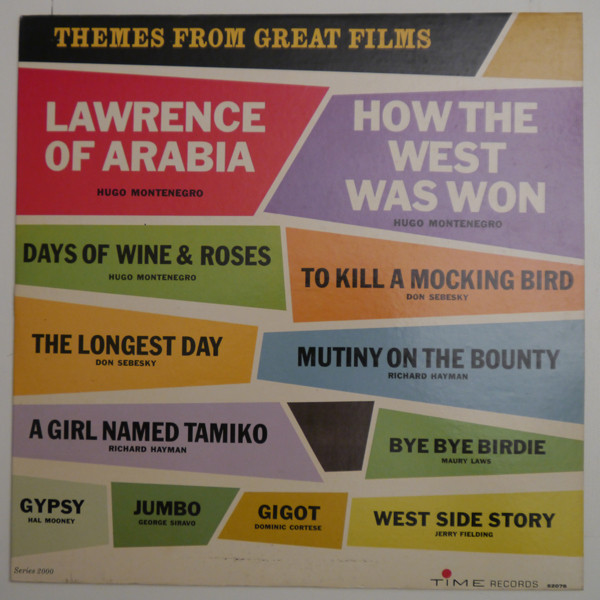 THEMES FROM GREAT FILMS
LAWRENCE
OF ARABIA
HUGO MONTENEGRO
HOW THE
WEST
WAS WON
HUGO MONTENEGRO
DAYS OF WINE & ROSES
HUGO MONTENEGRO
TO KILL A MOCKING BIRD
DON SEBESKY
THE LONGEST DAY
DON SEBESKY
MUTINY ON THE BOUNTY
RICHARD HAYMAN
A GIRL NAMED TAMIKO
RICHARD HAYMAN
BYE BYE BIRDIE
MAURY LAWS
GYPSY
HAL MOONEY
JUMBO
GEORGE SIRAVO
GIGOT
DOMINIC CORTESE
WEST SIDE STORY
JERRY FIELDING
Series 2000
TIME RECORDS